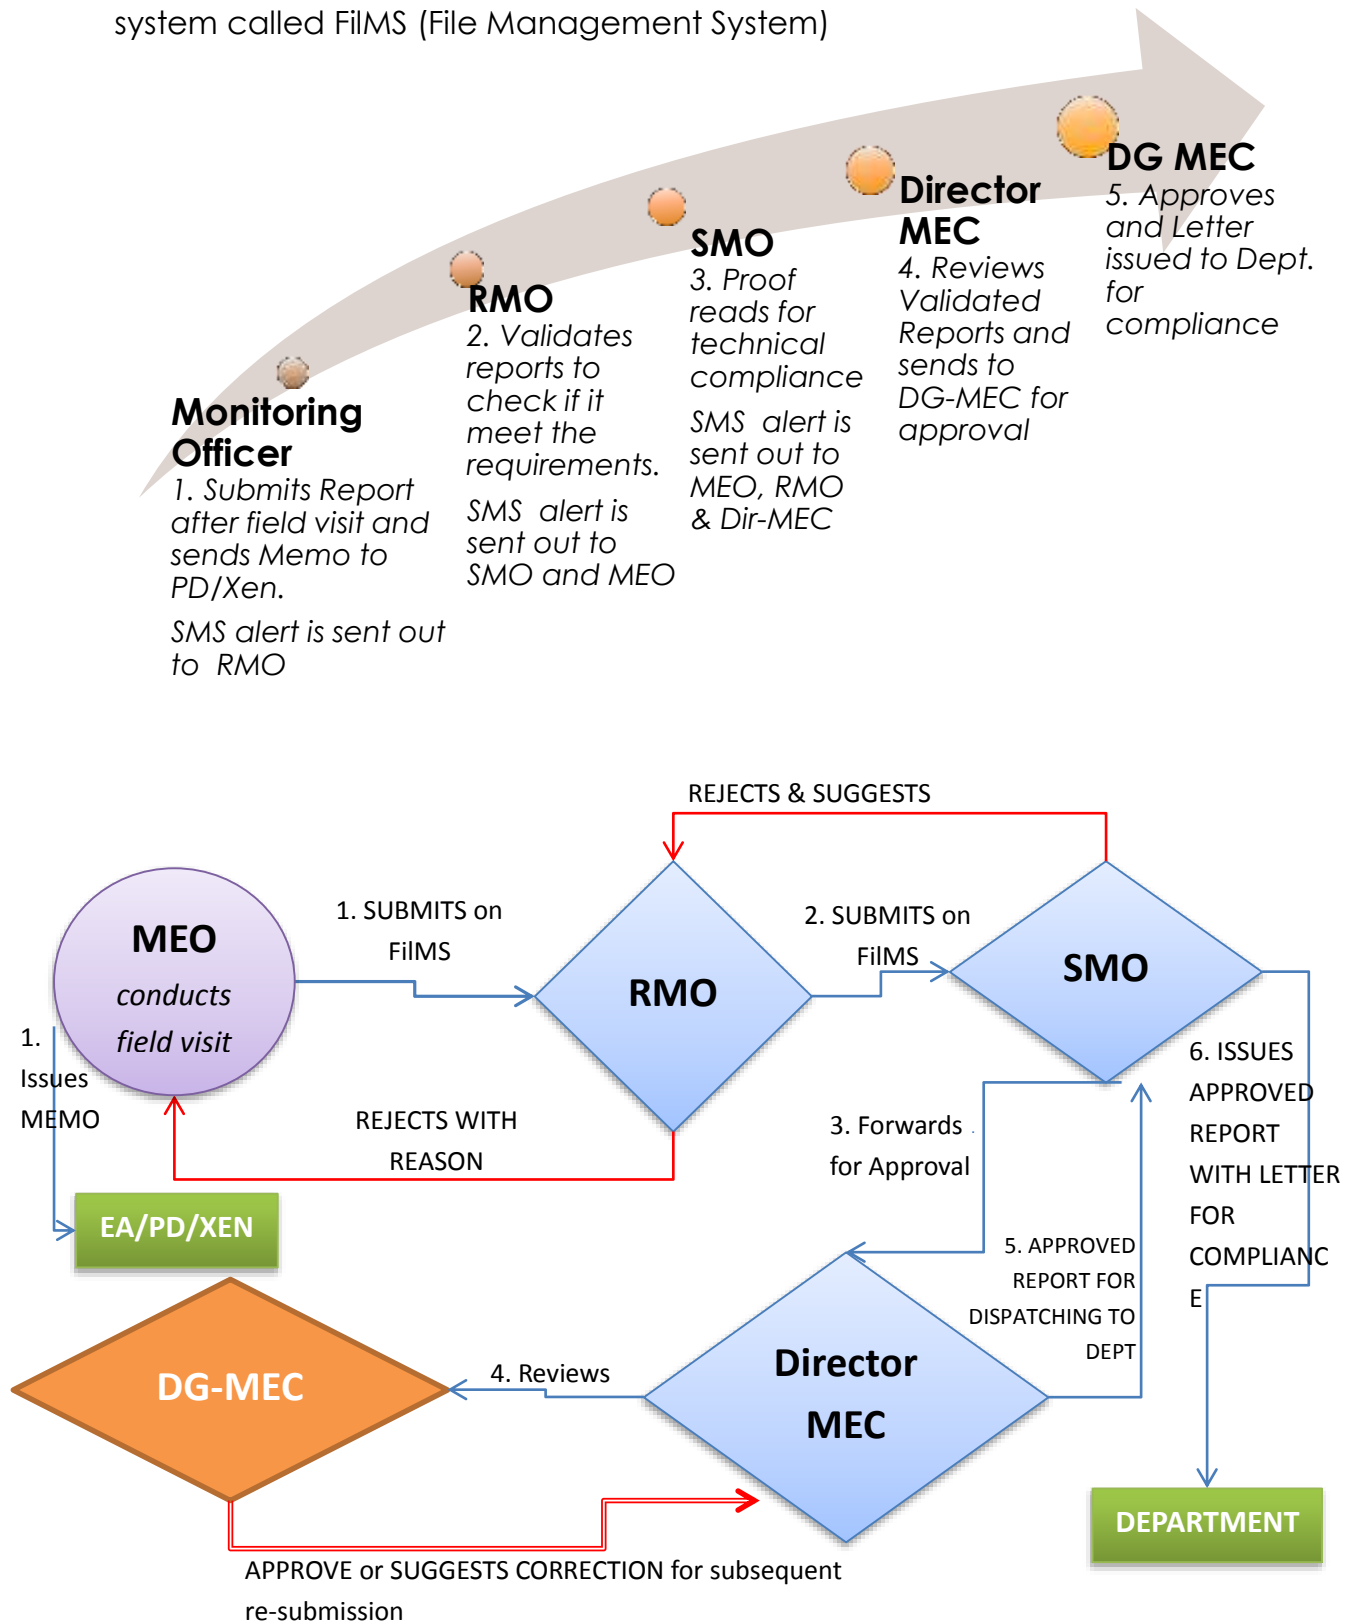 system called FilMS (File Management System)
Monitoring
Officer
1. Submits Report
after field visit and
sends Memo to
PD/Xen.
SMS alert is sent out
to RMO
RMO
2. Validates
reports to
check if it
meet the
requirements.
SMS alert is
sent out to
SMO and MEO
SMO
3. Proof
reads for
technical
compliance
SMS alert is
sent out to
MEO, RMO
& Dir-MEC
Director
MEC
4. Reviews
Validated
Reports and
sends to
DG-MEC for
approval
DG MEC
5. Approves
and Letter
issued to Dept.
for
compliance
REJECTS & SUGGESTS
MEO
conducts
field visit
1. SUBMITS on
FilMS
RMO
2. SUBMITS on
FilMS
SMO
1.
Issues
MEMO
REJECTS WITH
REASON
3. Forwards
for Approval
6. ISSUES
APPROVED
REPORT
WITH LETTER
FOR
COMPLIANC
E
EA/PD/XEN
5. APPROVED
REPORT FOR
DISPATCHING TO
DEPT
DG-MEC
4. Reviews
Director
MEC
DEPARTMENT
APPROVE or SUGGESTS CORRECTION for subsequent
re-submission